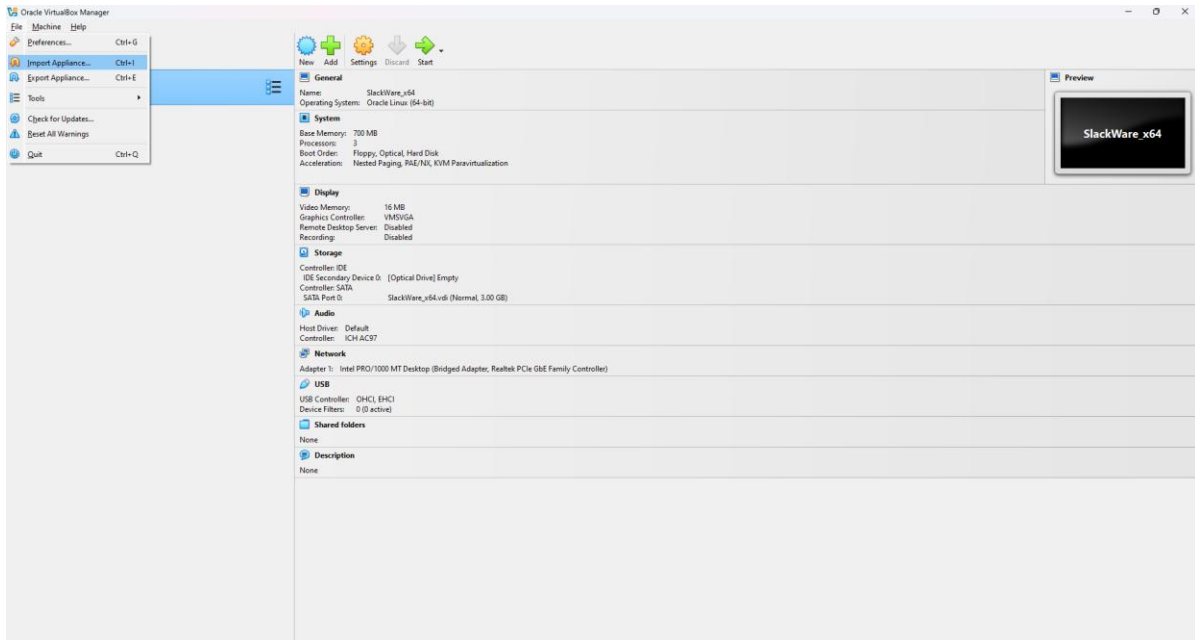 Oracle VirtualBox Manager
File Machine Help
Preferences... Ctrl+G
Import Appliance... Ctrl+I
Export Appliance... Ctrl+E
Tools
Check for Updates...
Reset All Warnings
Quit Ctrl+Q
New Add Settings Discard Start
General
Name: SlackWare_x64
Operating System: Oracle Linux (64-bit)
System
Base Memory: 700 MB
Processors: 3
Boot Order: Floppy, Optical, Hard Disk
Acceleration: Nested Paging, PAE/NX, KVM Paravirtualization
Preview
SlackWare_x64
Display
Video Memory: 16 MB
Graphics Controller: VMSVGA
Remote Desktop Server: Disabled
Recording: Disabled
Storage
Controller: IDE
IDE Secondary Device 0: [Optical Drive] Empty
Controller: SATA
SATA Port 0: SlackWare_x64.vdi (Normal, 3.00 GB)
Audio
Host Driver: Default
Controller: ICH AC97
Network
Adapter 1: Intel PRO/1000 MT Desktop (Bridged Adapter, Realtek PCIe GbE Family Controller)
USB
USB Controller: OHCI, EHCI
Device Filters: 0 (0 active)
Shared folders
None
Description
None